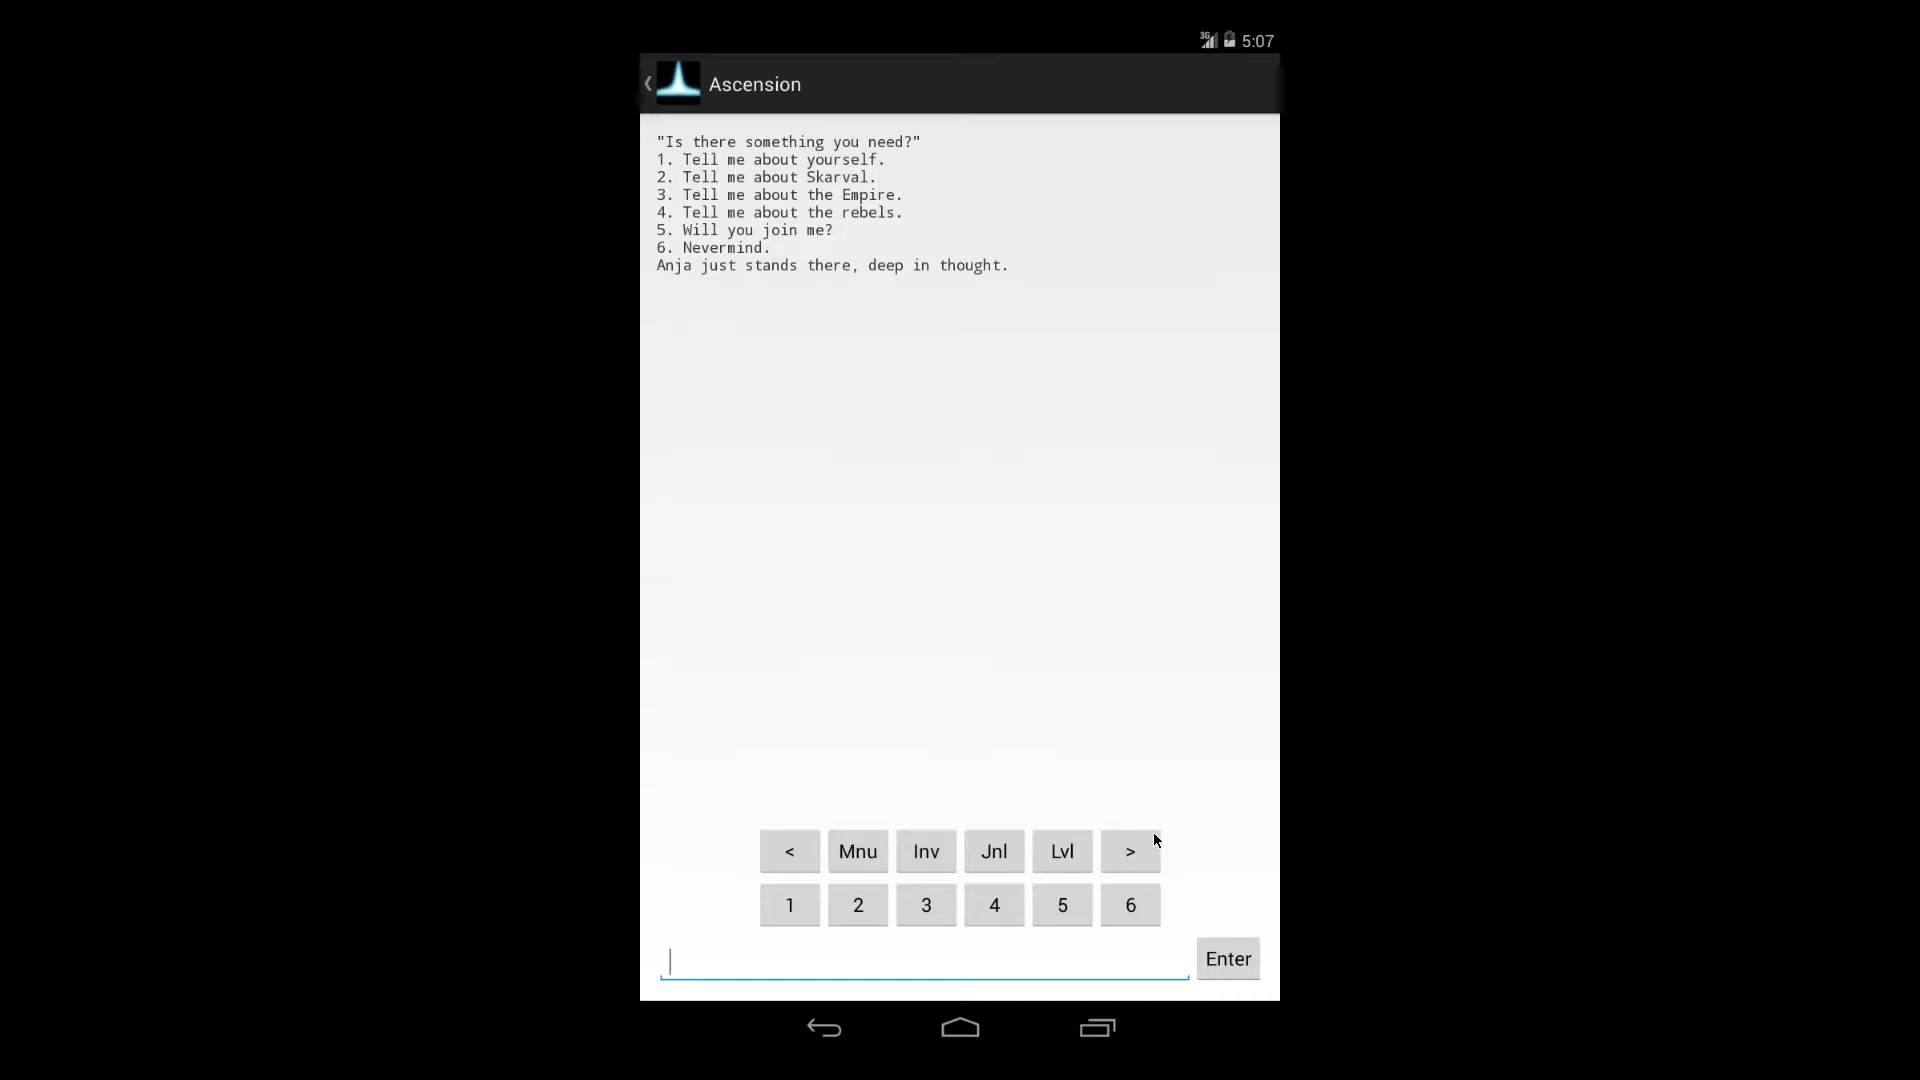 3G 5:07
Ascension
"Is there something you need?"
1. Tell me about yourself.
2. Tell me about Skarval.
3. Tell me about the Empire.
4. Tell me about the rebels.
5. Will you join me?
6. Nevermind.
Anja just stands there, deep in thought.
< Mnu Inv Jnl Lvl >
1 2 3 4 5 6
Enter